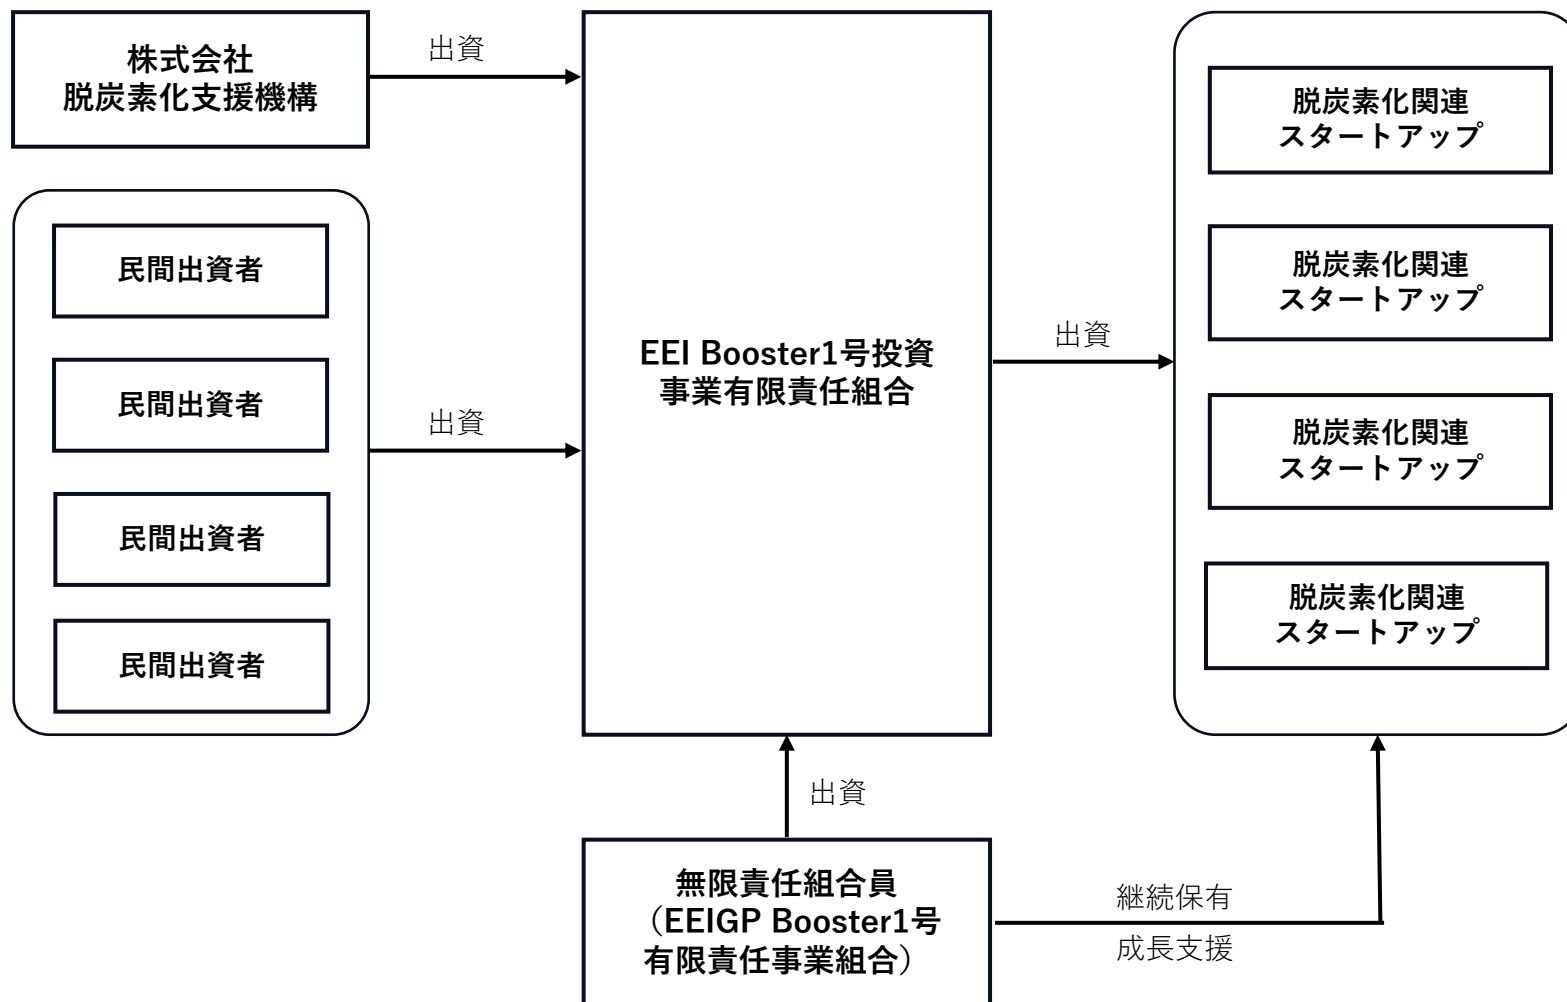 株式会社
脱炭素化支援機構
出資
民間出資者
民間出資者
民間出資者
民間出資者
出資
EEI Booster1号投資
事業有限責任組合
出資
脱炭素化関連
スタートアップ
脱炭素化関連
スタートアップ
脱炭素化関連
スタートアップ
脱炭素化関連
スタートアップ
出資
無限責任組合員
（EEIGP Booster1号
有限責任事業組合）
継続保有
成長支援